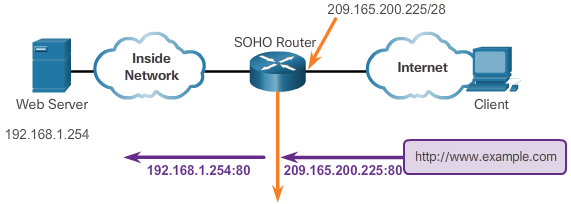 209.165.200.225/28
SOHO Router
Inside
Network
Internet
Web Server
Client
192.168.1.254
192.168.1.254:80
209.165.200.225:80
http://www.example.com